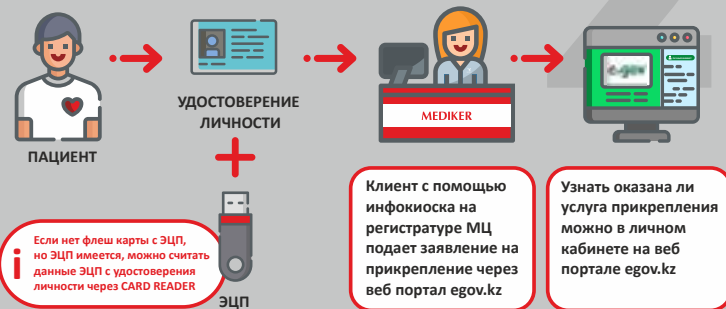 ПАЦИЕНТ
УДОСТОВЕРЕНИЕ
ЛИЧНОСТИ
MEDIKER
e.gov
i
Если нет флеш карты с ЭЦП,
но ЭЦП имеется, можно считать
данные ЭЦП с удостоверения
личности через CARD READER
ЭЦП
Клиент с помощью
инфокиоска на
регистратуре МЦ
подает заявление на
прикрепление через
веб портал egov.kz
Узнать оказана ли
услуга прикрепления
можно в личном
кабинете на веб
портале egov.kz